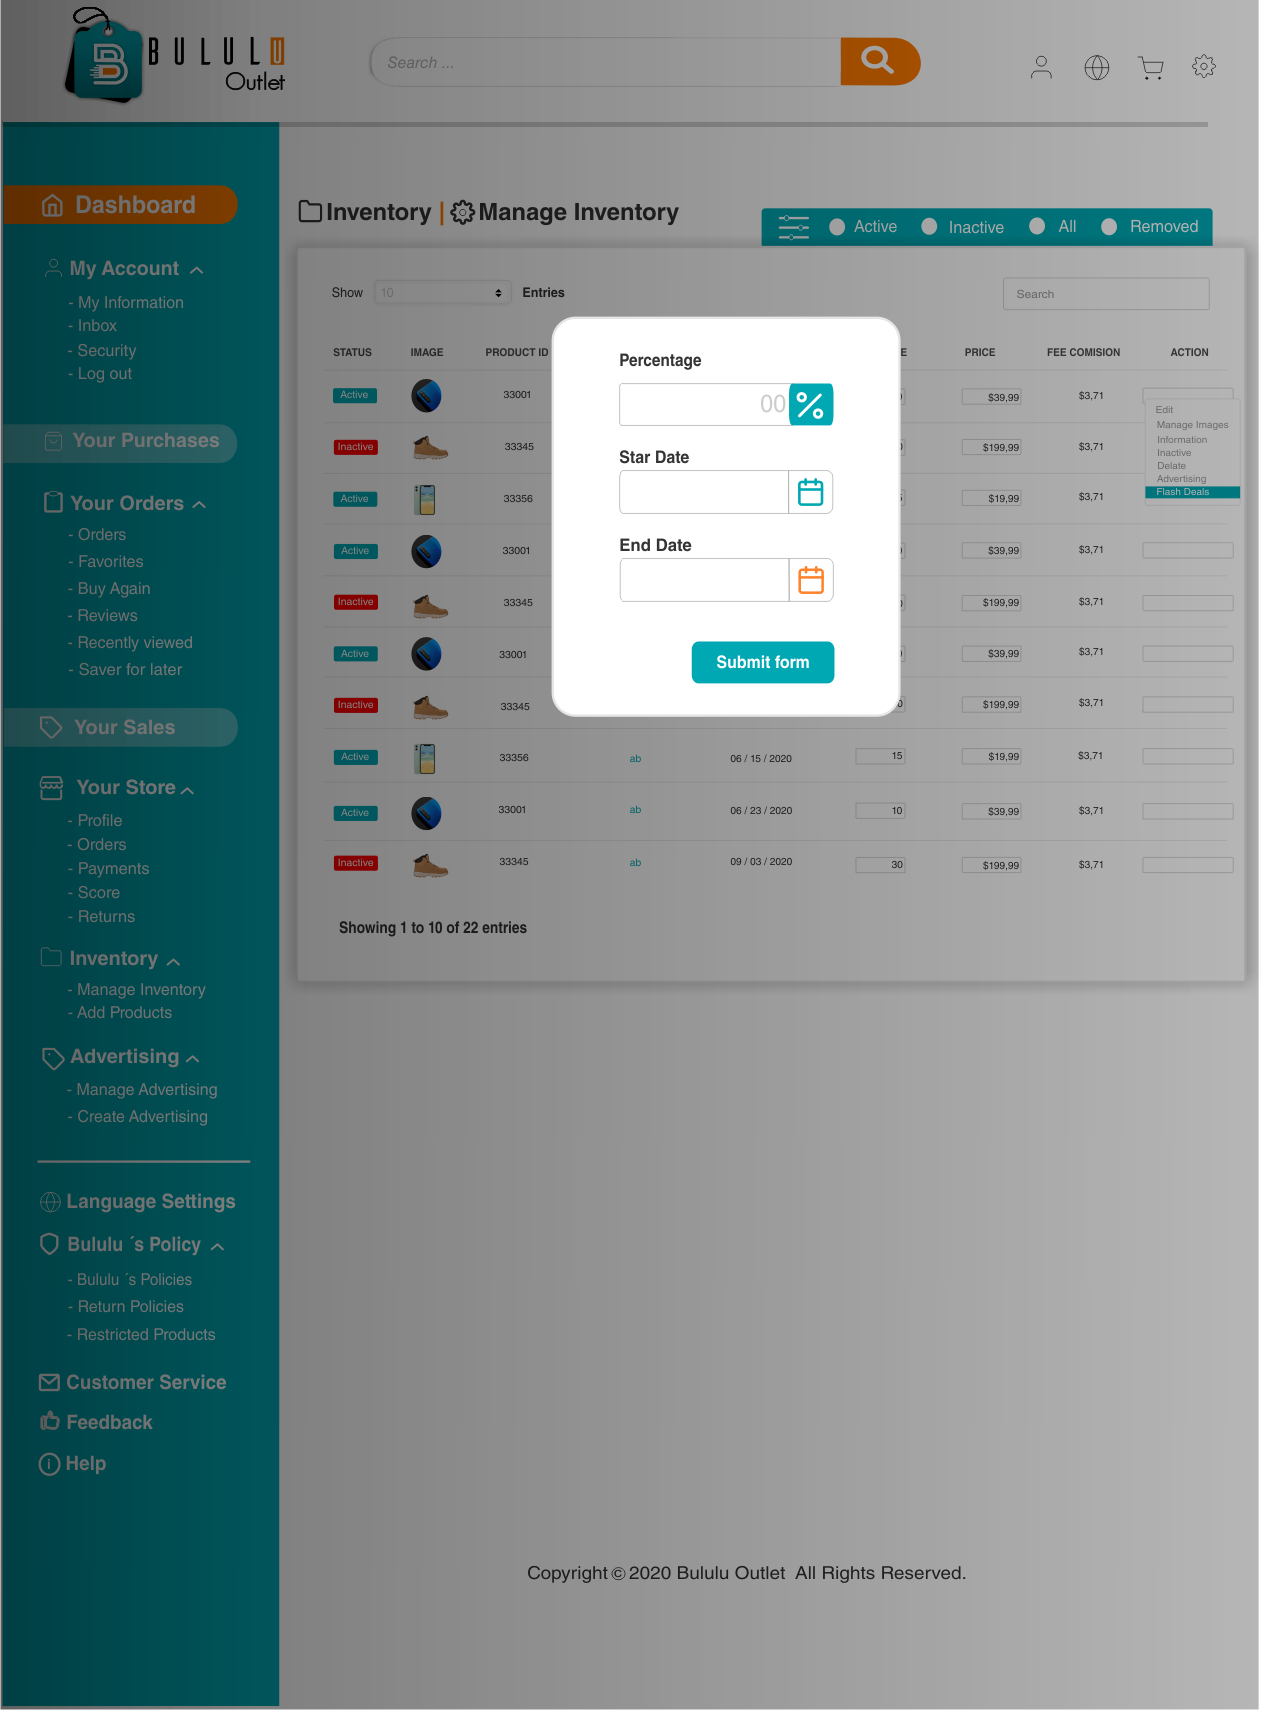 B BULULU
Outlet
Search ...
Dashboard
My Account
- My Information
- Inbox
- Security
- Log out
Your Purchases
Your Orders
- Orders
- Favorites
- Buy Again
- Reviews
- Recently viewed
- Saver for later
Your Sales
Your Store
- Profile
- Orders
- Payments
- Score
- Returns
Inventory
- Manage Inventory
- Add Products
Advertising
- Manage Advertising
- Create Advertising
Language Settings
Bululu ´s Policy
- Bululu ´s Policies
- Return Policies
- Restricted Products
Customer Service
Feedback
Help
Inventory | Manage Inventory
Active Inactive All Removed
Show 10 Entries Search
STATUS IMAGE PRODUCT ID E PRICE FEE COMISION ACTION
Active 33001 $39,99 $3,71
Inactive 33345 $199,99 $3,71
Active 33356 $19,99 $3,71
Active 33001 $39,99 $3,71
Inactive 33345 $199,99 $3,71
Active 33001 $39,99 $3,71
Inactive 33345 0 $199,99 $3,71
Active 33356 ab 06 / 15 / 2020 15 $19,99 $3,71
Active 33001 ab 06 / 23 / 2020 10 $39,99 $3,71
Inactive 33345 ab 09 / 03 / 2020 30 $199,99 $3,71
Edit
Manage Images
Information
Inactive
Delate
Advertising
Flash Deals
Percentage
00 %
Star Date
End Date
Submit form
Showing 1 to 10 of 22 entries
Copyright © 2020 Bululu Outlet All Rights Reserved.